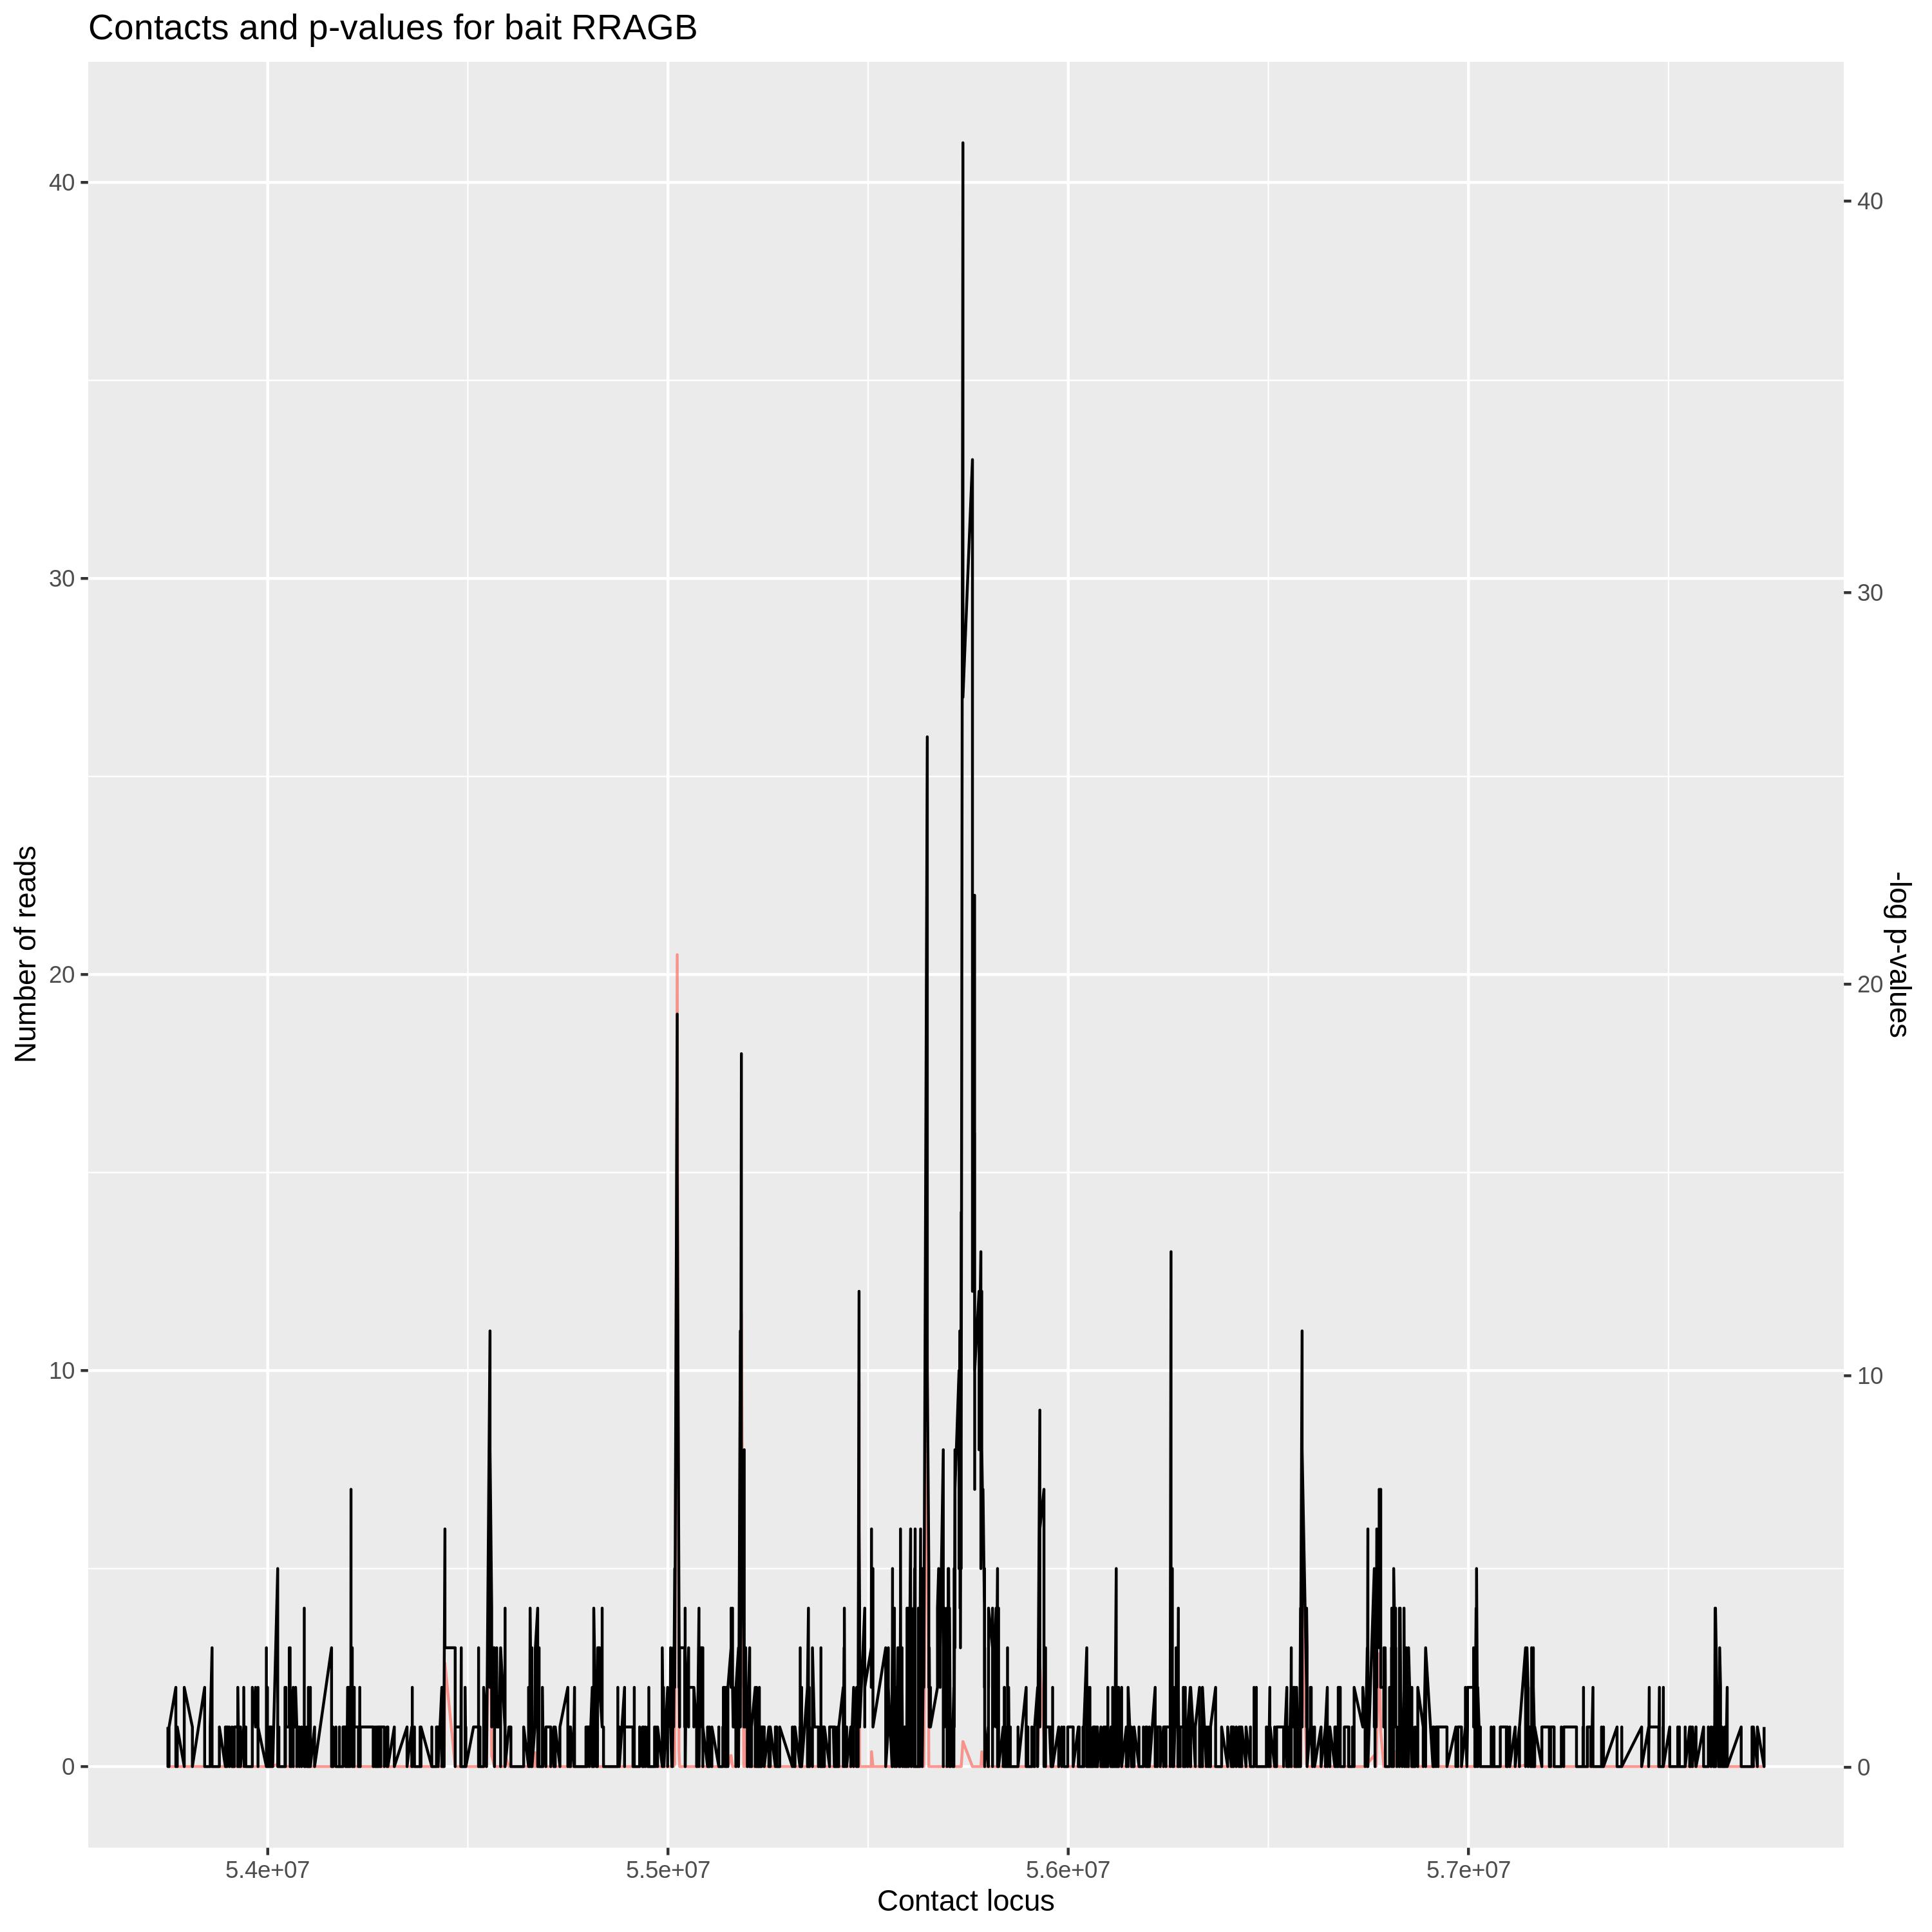 Contacts and p-values for bait RRAGB
40
30
20
10
0
Number of reads
40
30
20
10
0
-log p-values
5.4e+07 5.5e+07 5.6e+07 5.7e+07
Contact locus